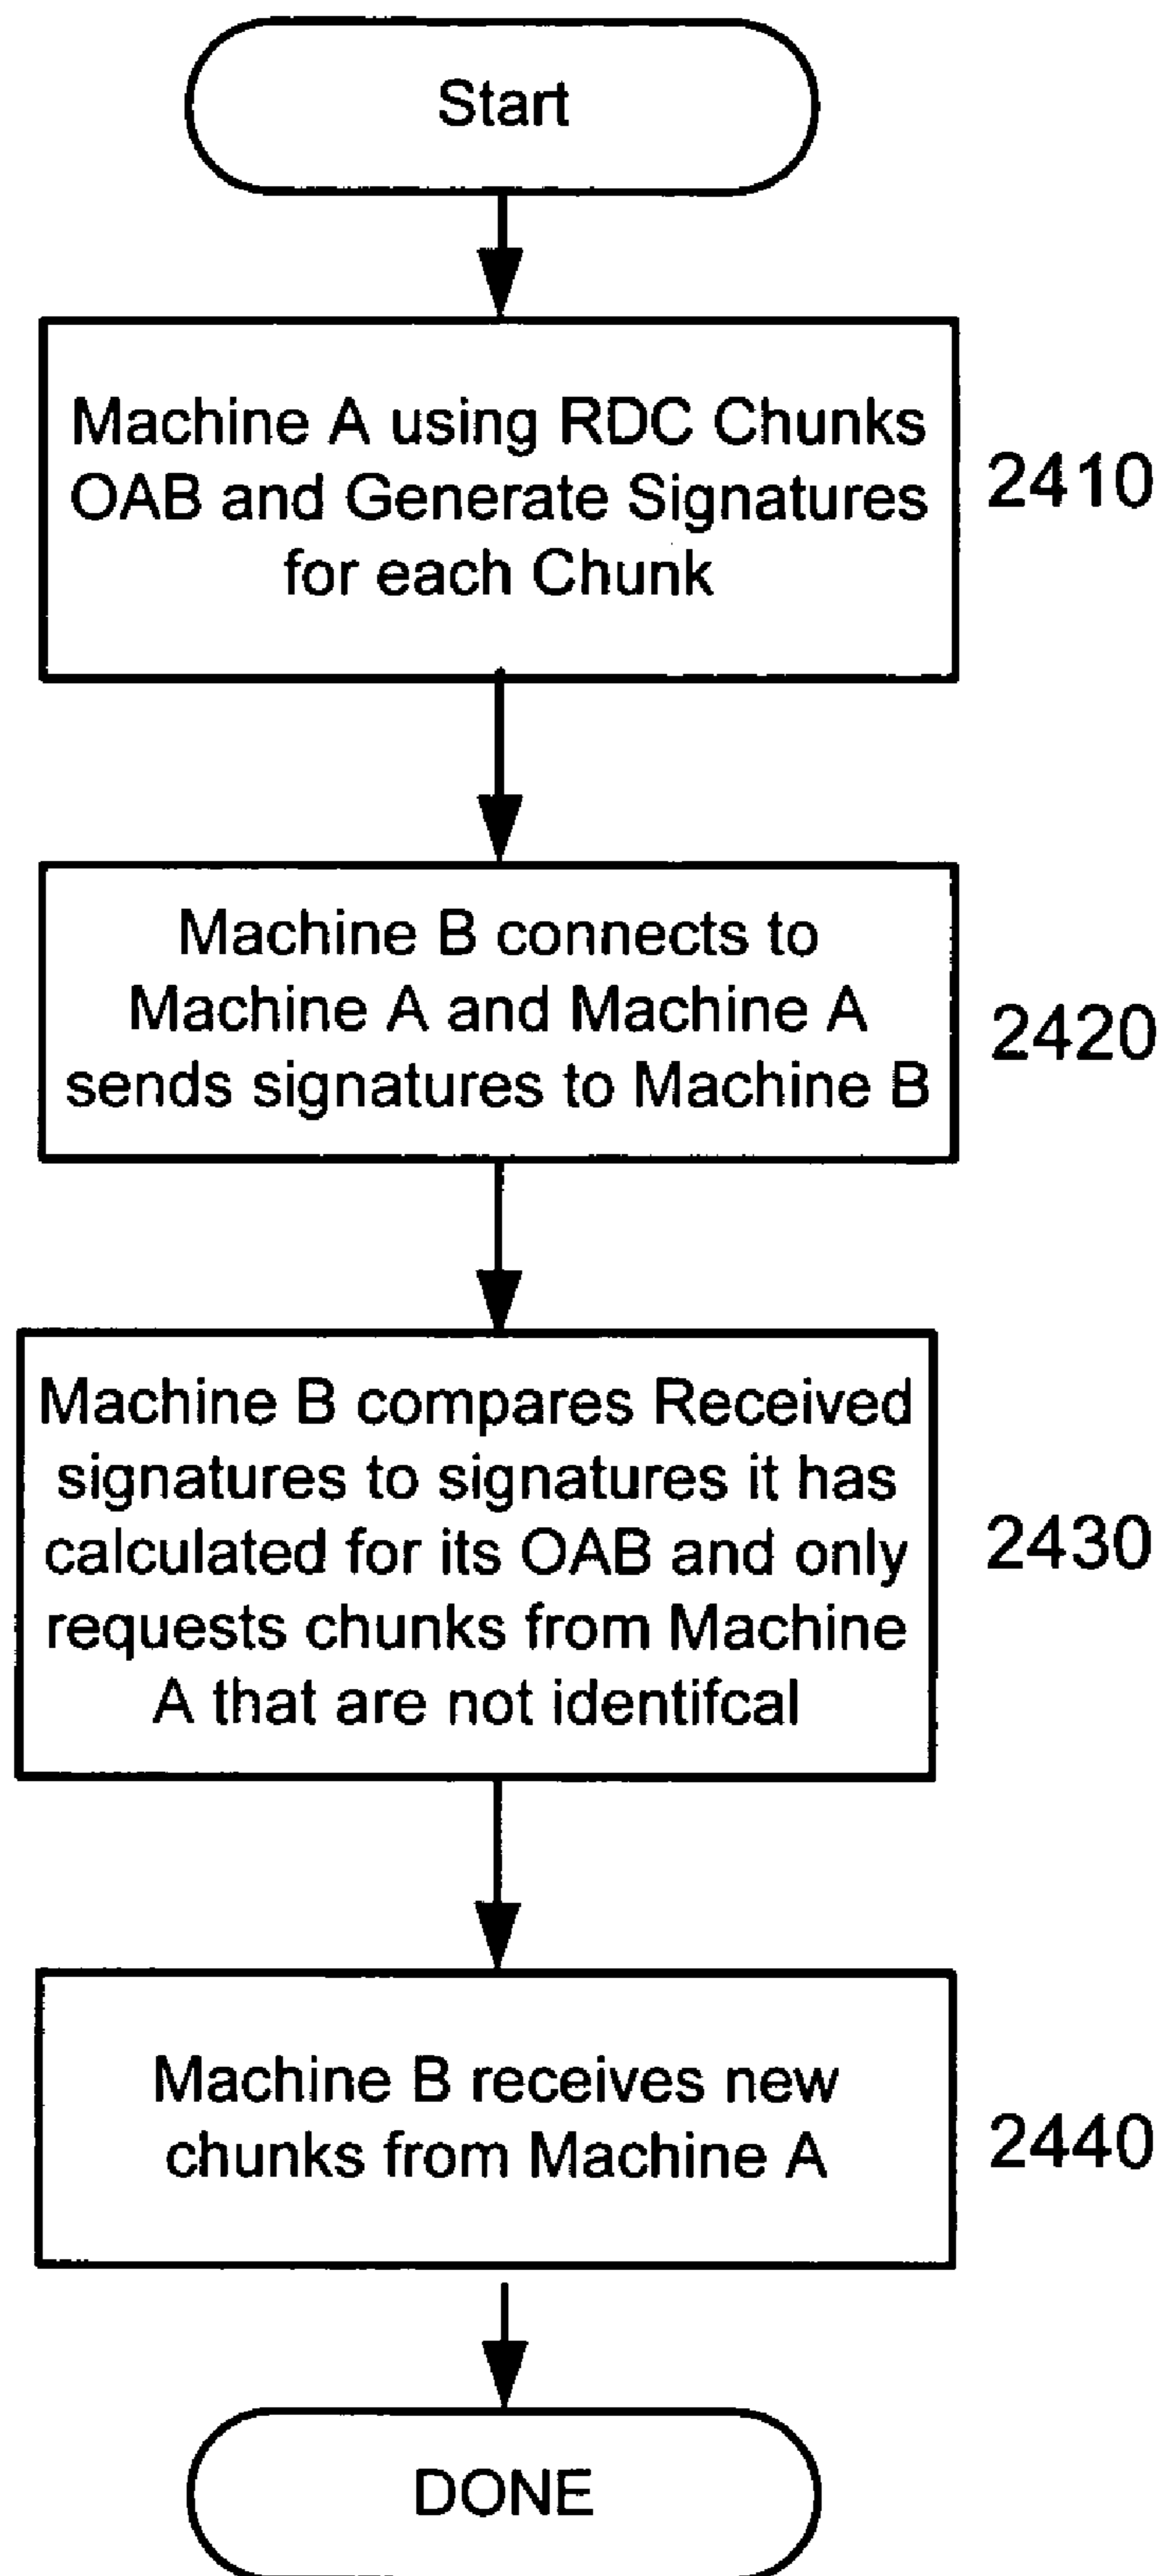 Start
Machine A using RDC Chunks
OAB and Generate Signatures
for each Chunk
2410
Machine B connects to
Machine A and Machine A
sends signatures to Machine B
2420
Machine B compares Received
signatures to signatures it has
calculated for its OAB and only
requests chunks from Machine
A that are not identifcal
2430
Machine B receives new
chunks from Machine A
2440
DONE